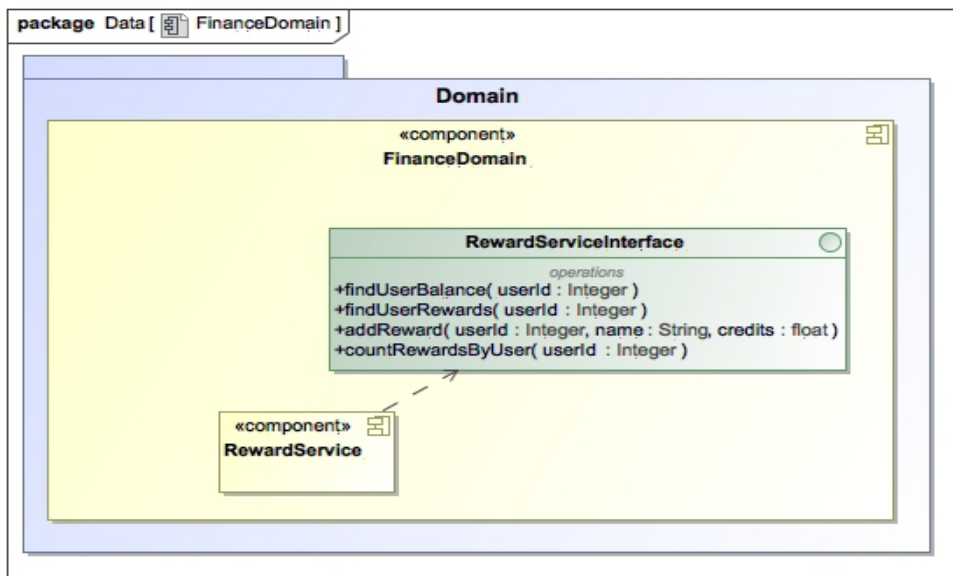 package Data [ FinanceDomain ]
Domain
«component»
FinanceDomain
RewardServiceInterface
operations
+findUserBalance( userId : Integer )
+findUserRewards( userId : Integer )
+addReward( userId : Integer, name : String, credits : float )
+countRewardsByUser( userId : Integer )
«component»
RewardService